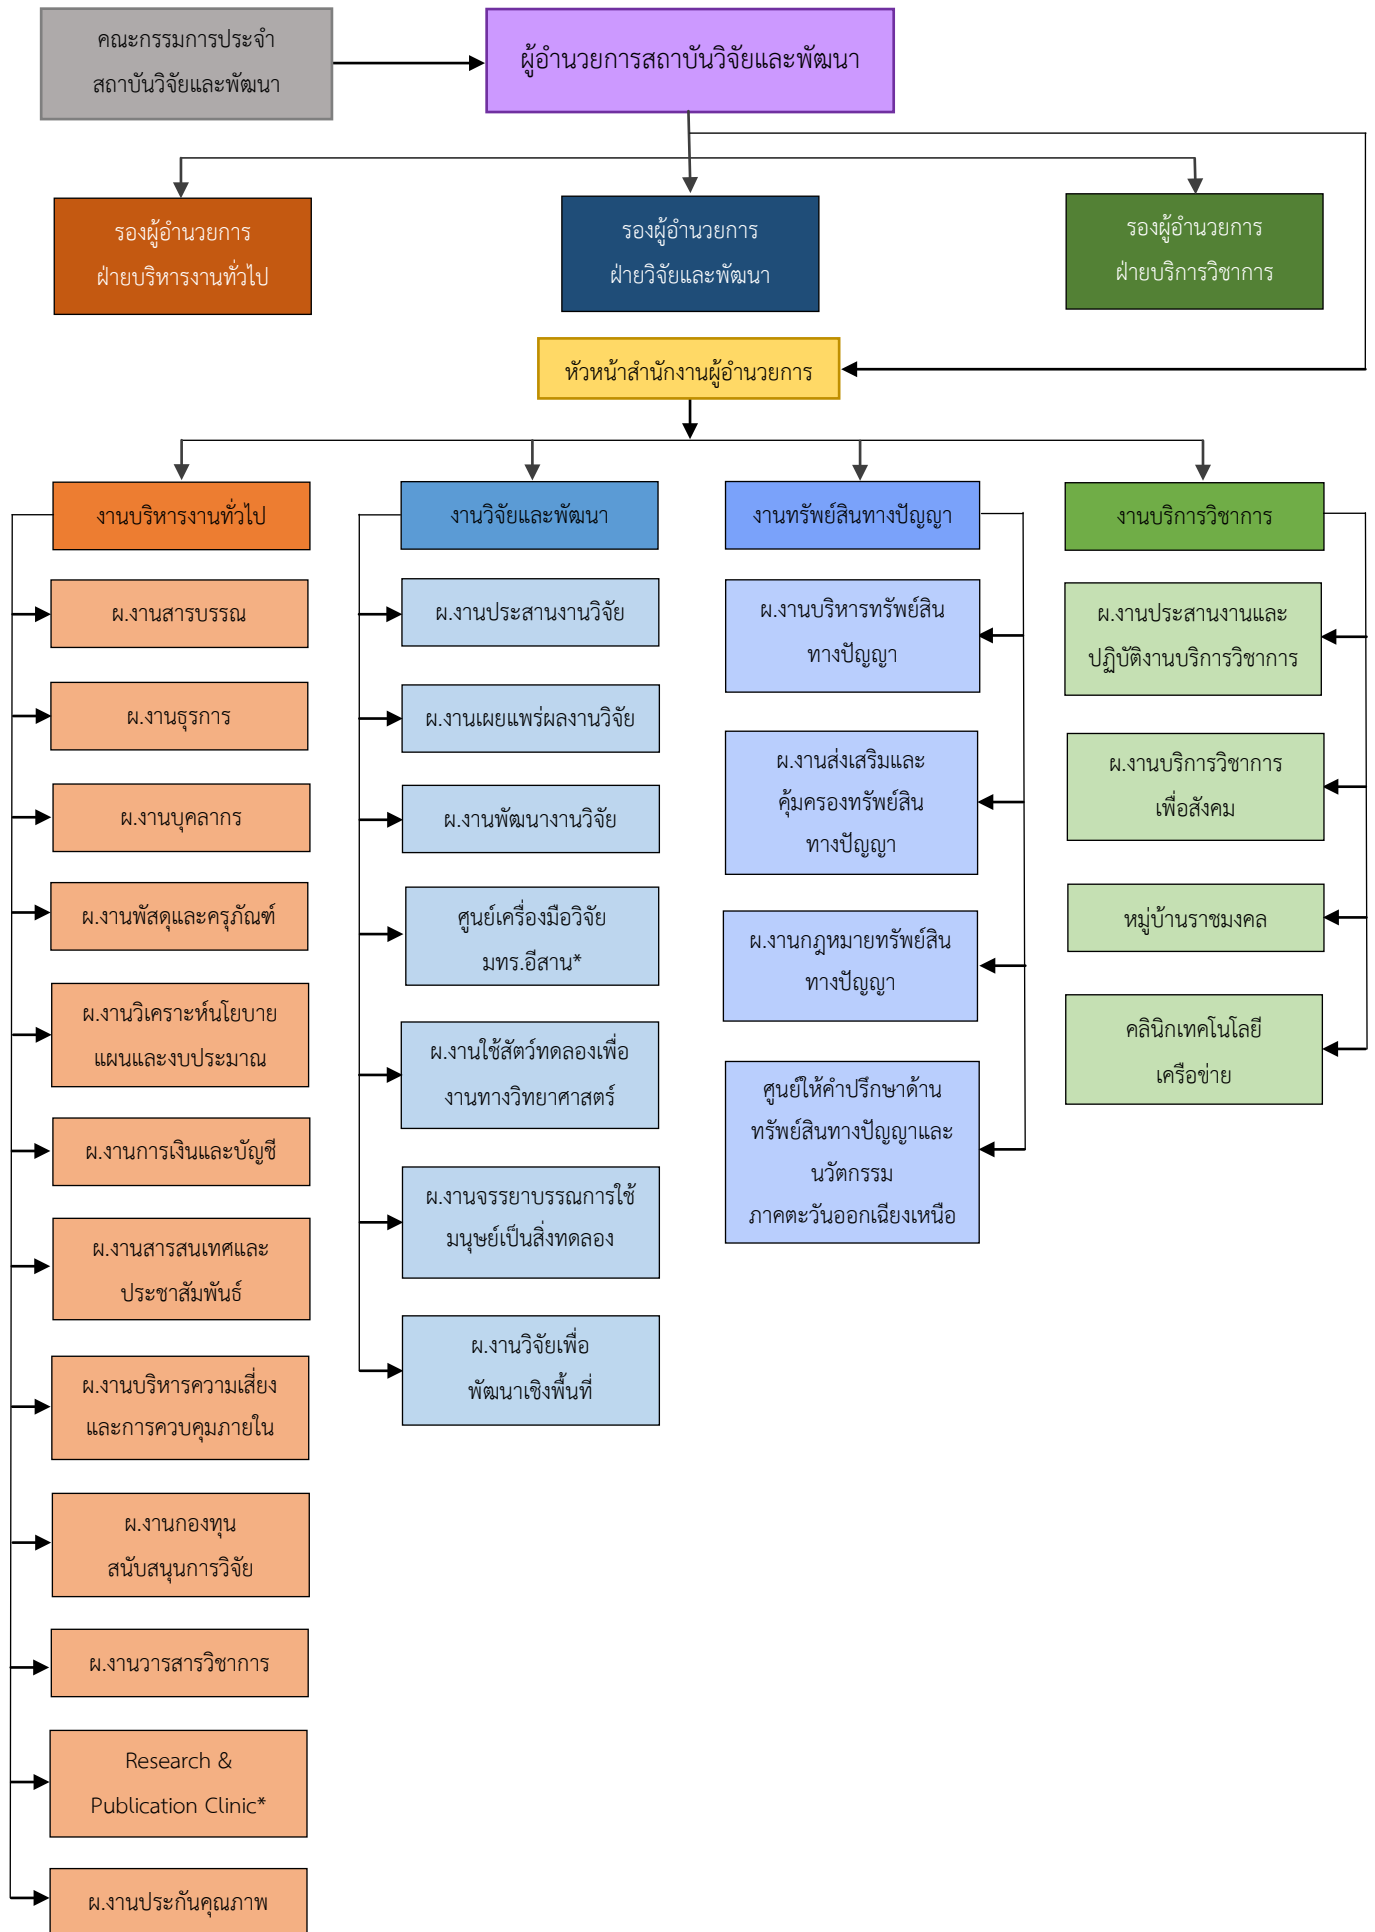 คณะกรรมการประจำ
สถาบันวิจัยและพัฒนา
ผู้อำนวยการสถาบันวิจัยและพัฒนา
รองผู้อำนวยการ
ฝ่ายบริหารงานทั่วไป
รองผู้อำนวยการ
ฝ่ายวิจัยและพัฒนา
รองผู้อำนวยการ
ฝ่ายบริการวิชาการ
หัวหน้าสำนักงานผู้อำนวยการ
งานบริหารงานทั่วไป
ผ.งานสารบรรณ
ผ.งานธุรการ
ผ.งานบุคลากร
ผ.งานพัสดุและครุภัณฑ์
ผ.งานวิเคราะห์นโยบาย
แผนและงบประมาณ
ผ.งานการเงินและบัญชี
ผ.งานสารสนเทศและ
ประชาสัมพันธ์
ผ.งานบริหารความเสี่ยง
และการควบคุมภายใน
ผ.งานกองทุน
สนับสนุนการวิจัย
ผ.งานวารสารวิชาการ
Research &
Publication Clinic*
ผ.งานประกันคุณภาพ
งานวิจัยและพัฒนา
ผ.งานประสานงานวิจัย
ผ.งานเผยแพร่ผลงานวิจัย
ผ.งานพัฒนางานวิจัย
ศูนย์เครื่องมือวิจัย
มทร.อีสาน*
ผ.งานใช้สัตว์ทดลองเพื่อ
งานทางวิทยาศาสตร์
ผ.งานจรรยาบรรณการใช้
มนุษย์เป็นสิ่งทดลอง
ผ.งานวิจัยเพื่อ
พัฒนาเชิงพื้นที่
งานทรัพย์สินทางปัญญา
ผ.งานบริหารทรัพย์สิน
ทางปัญญา
ผ.งานส่งเสริมและ
คุ้มครองทรัพย์สิน
ทางปัญญา
ผ.งานกฎหมายทรัพย์สิน
ทางปัญญา
ศูนย์ให้คำปรึกษาด้าน
ทรัพย์สินทางปัญญาและ
นวัตกรรม
ภาคตะวันออกเฉียงเหนือ
งานบริการวิชาการ
ผ.งานประสานงานและ
ปฏิบัติงานบริการวิชาการ
ผ.งานบริการวิชาการ
เพื่อสังคม
หมู่บ้านราชมงคล
คลินิกเทคโนโลยี
เครือข่าย